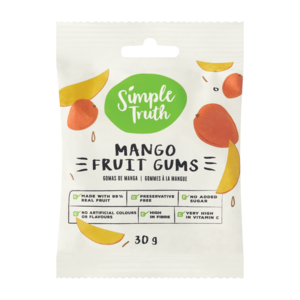 Simple
Truth
MANGO
FRUIT GUMS
GOMAS DE MANGA | GOMMES À LA MANGUE
MADE WITH 99%
REAL FRUIT
PRESERVATIVE
FREE
NO ADDED
SUGAR
NO ARTIFICIAL COLOURS
OR FLAVOURS
HIGH
IN FIBRE
VERY HIGH
IN VITAMIN C
30g